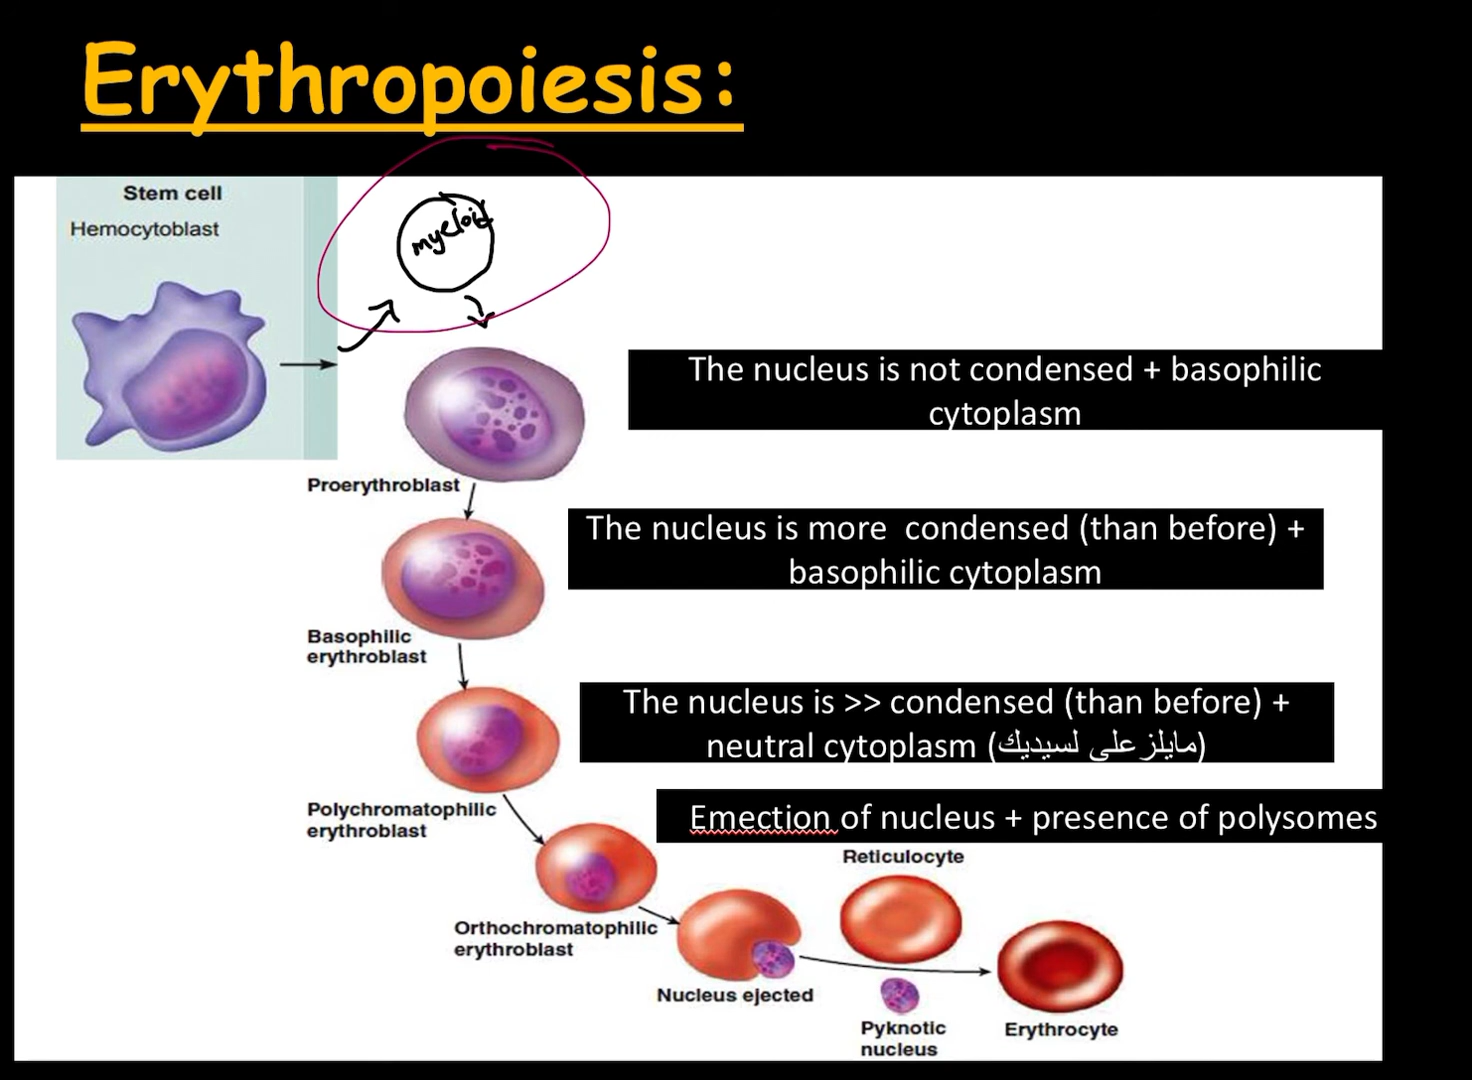 Erythropoiesis:
Stem cell
Hemocytoblast
myeloid
The nucleus is not condensed + basophilic
cytoplasm
Proerythroblast
The nucleus is more condensed (than before) +
basophilic cytoplasm
Basophilic
erythroblast
The nucleus is >> condensed (than before) +
neutral cytoplasm (مايلز على لسيديك)
Polychromatophilic
erythroblast
Emection of nucleus + presence of polysomes
Reticulocyte
Orthochromatophilic
erythroblast
Nucleus ejected
Pyknotic
nucleus
Erythrocyte